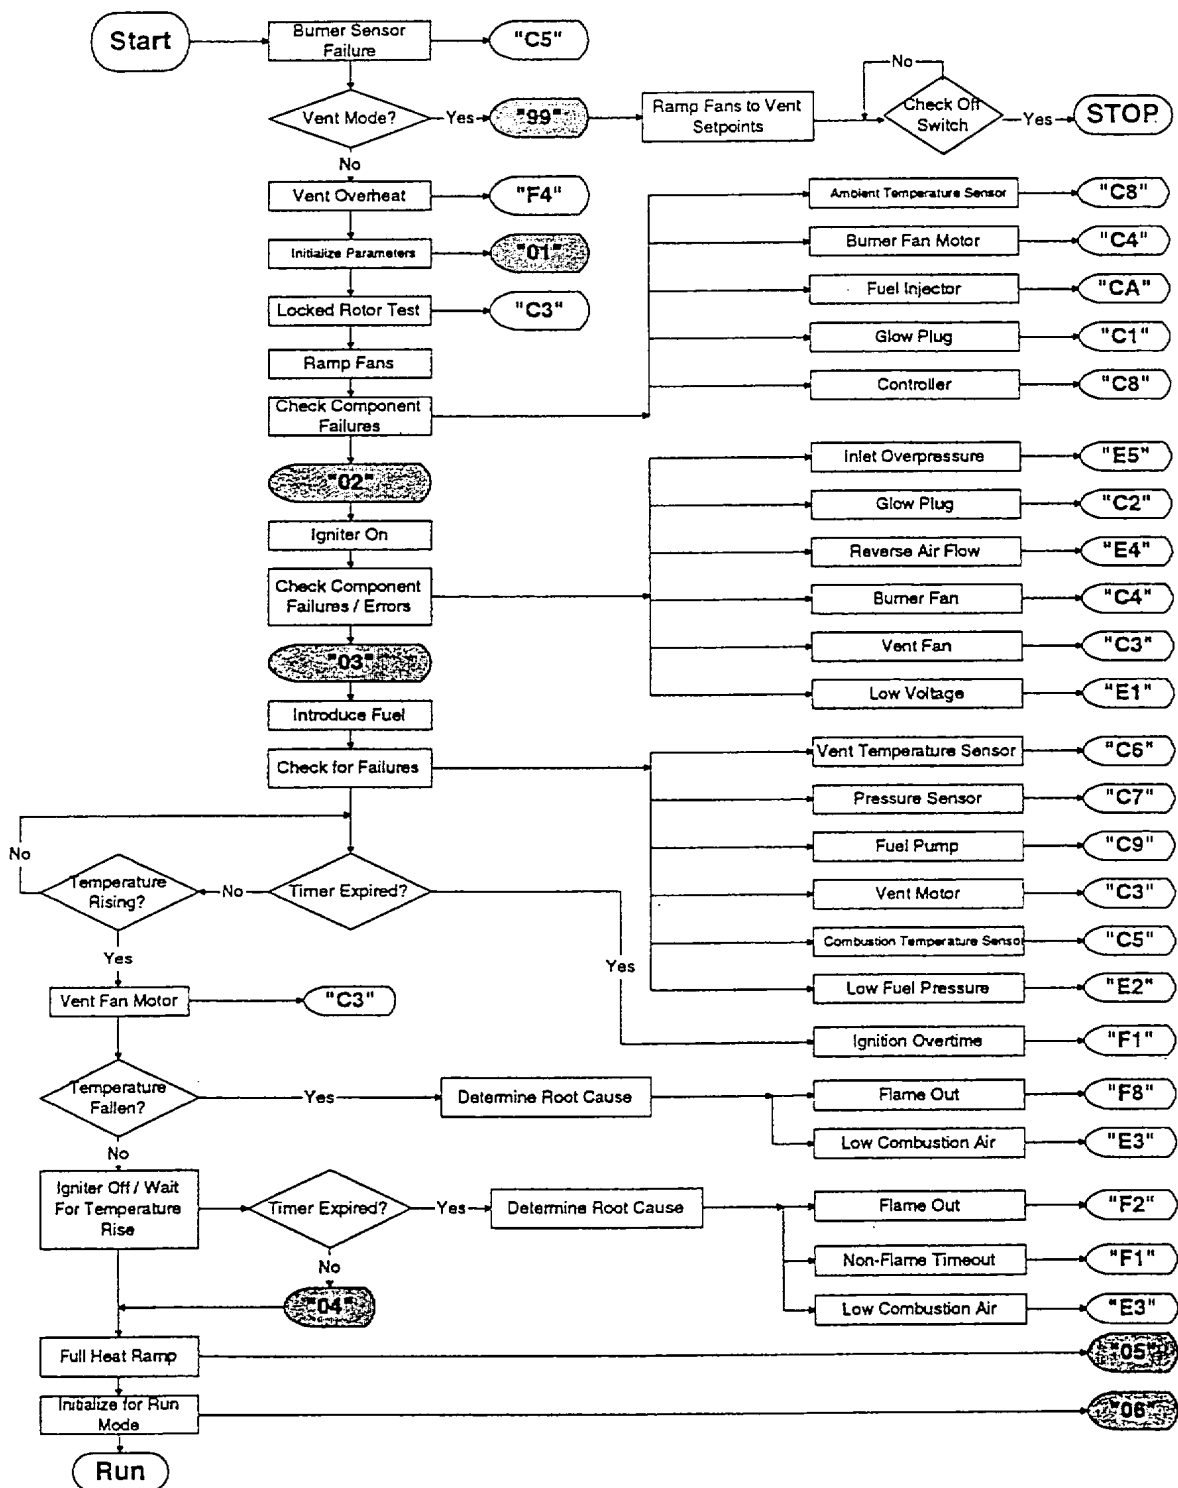 Start
Burner Sensor
Failure
"C5"
Vent Mode?
Yes
"99"
Ramp Fans to Vent
Setpoints
No
Check Off
Switch
Yes
STOP
No
Vent Overheat
"F4"
Initialize Parameters
"01"
Locked Rotor Test
"C3"
Ramp Fans
Check Component
Failures
Ambient Temperature Sensor
"C8"
Burner Fan Motor
"C4"
Fuel Injector
"CA"
Glow Plug
"C1"
Controller
"C8"
"02"
Igniter On
Check Component
Failures / Errors
Inlet Overpressure
"E5"
Glow Plug
"C2"
Reverse Air Flow
"E4"
Burner Fan
"C4"
Vent Fan
"C3"
Low Voltage
"E1"
"03"
Introduce Fuel
Check for Failures
Vent Temperature Sensor
"C6"
Pressure Sensor
"C7"
Fuel Pump
"C9"
Vent Motor
"C3"
Combustion Temperature Sensor
"C5"
Low Fuel Pressure
"E2"
No
Temperature
Rising?
No
Timer Expired?
Yes
Yes
Ignition Overtime
"F1"
Vent Fan Motor
"C3"
Temperature
Fallen?
Yes
Determine Root Cause
Flame Out
"F8"
Low Combustion Air
"E3"
No
Igniter Off / Wait
For Temperature
Rise
Timer Expired?
Yes
Determine Root Cause
Flame Out
"F2"
Non-Flame Timeout
"F1"
Low Combustion Air
"E3"
No
"04"
Full Heat Ramp
"05"
Initialize for Run
Mode
"06"
Run